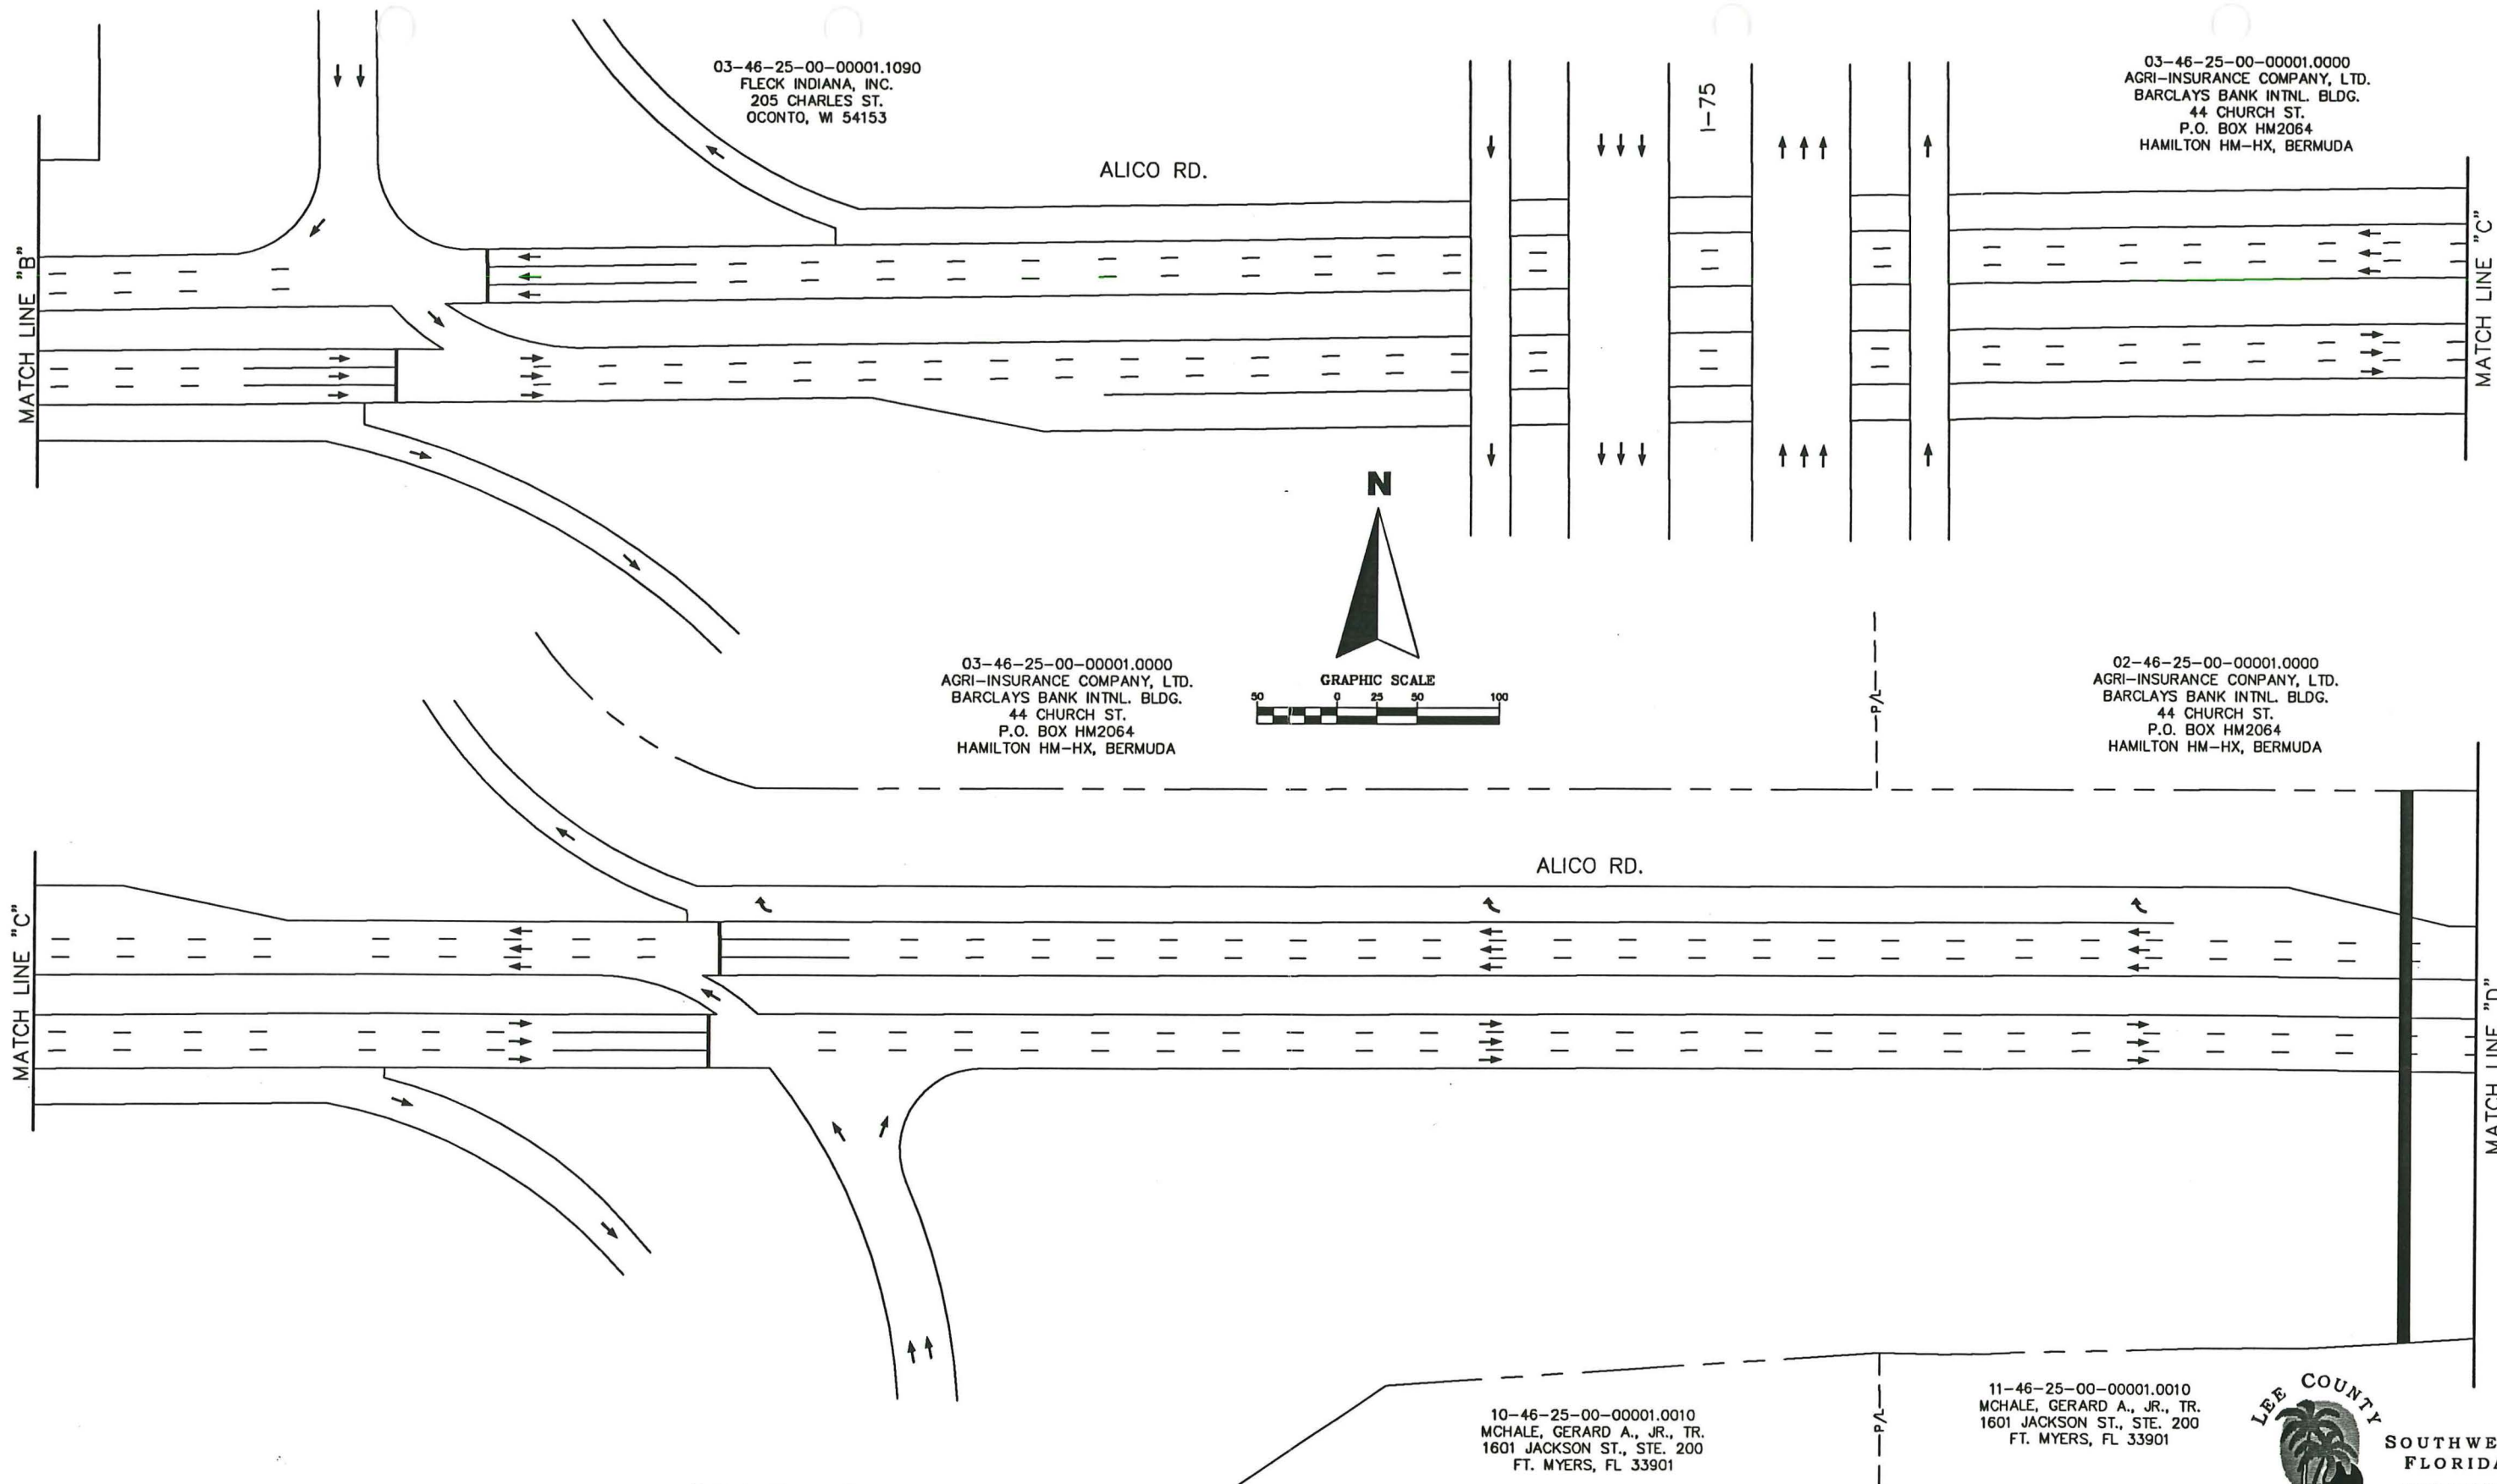 03-46-25-00-00001.1090
FLECK INDIANA, INC.
205 CHARLES ST.
OCONTO, WI 54153
I-75
03-46-25-00-00001.0000
AGRI-INSURANCE COMPANY, LTD.
BARCLAYS BANK INTNL. BLDG.
44 CHURCH ST.
P.O. BOX HM2064
HAMILTON HM-HX, BERMUDA
ALICO RD.
MATCH LINE "B"
MATCH LINE "C"
N
03-46-25-00-00001.0000
AGRI-INSURANCE COMPANY, LTD.
BARCLAYS BANK INTNL. BLDG.
44 CHURCH ST.
P.O. BOX HM2064
HAMILTON HM-HX, BERMUDA
GRAPHIC SCALE
50 0 25 50 100
P/L
02-46-25-00-00001.0000
AGRI-INSURANCE CONPANY, LTD.
BARCLAYS BANK INTNL. BLDG.
44 CHURCH ST.
P.O. BOX HM2064
HAMILTON HM-HX, BERMUDA
ALICO RD.
MATCH LINE "C"
MATCH LINE "D"
10-46-25-00-00001.0010
MCHALE, GERARD A., JR., TR.
1601 JACKSON ST., STE. 200
FT. MYERS, FL 33901
P/L
11-46-25-00-00001.0010
MCHALE, GERARD A., JR., TR.
1601 JACKSON ST., STE. 200
FT. MYERS, FL 33901
LEE COUNTY
SOUTHWE
FLORIDA